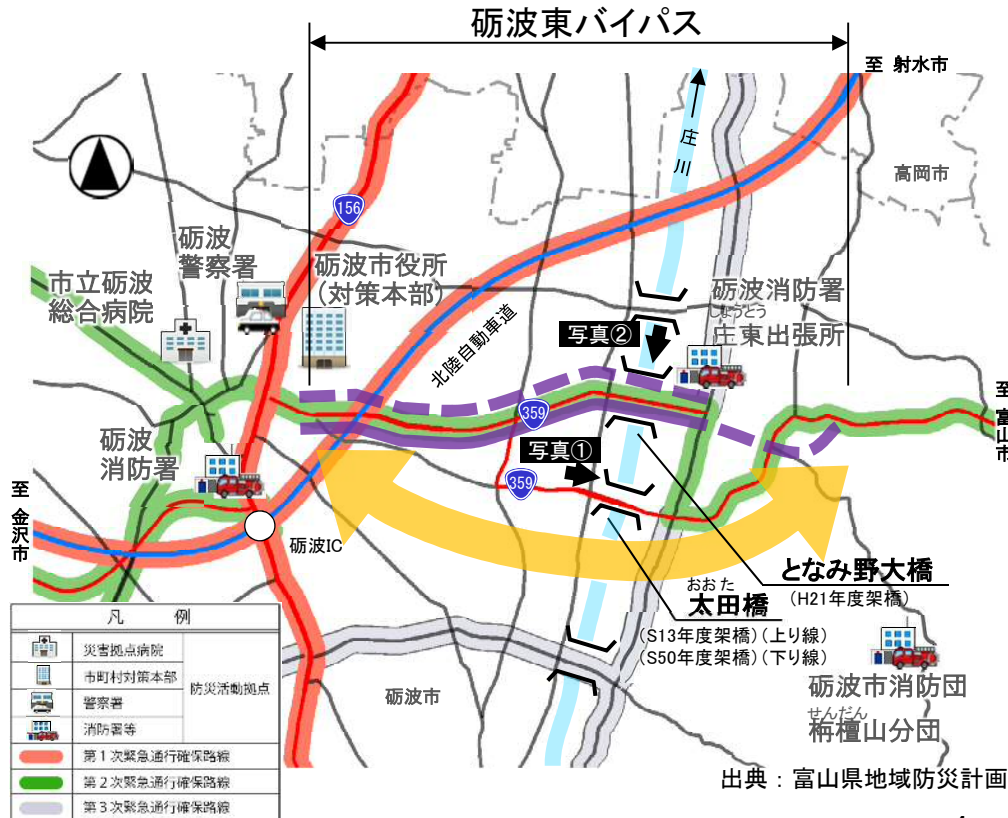 砺波東バイパス
至 射水市
庄川
高岡市
156
砺波
警察署
砺波市役所
(対策本部)
市立砺波
総合病院
北陸自動車道
砺波消防署
しょうとう
庄東出張所
写真②
359
至
富山市
砺波
消防署
写真①
359
至
金沢市
砺波IC
となみ野大橋
(H21年度架橋)
おおた
太田橋
(S13年度架橋)(上り線)
(S50年度架橋)(下り線)
砺波市
砺波市消防団
せんだん
栴檀山分団
凡 例
災害拠点病院
市町村対策本部
防災活動拠点
警察署
消防署等
第1次緊急通行確保路線
第2次緊急通行確保路線
第3次緊急通行確保路線
出典:富山県地域防災計画